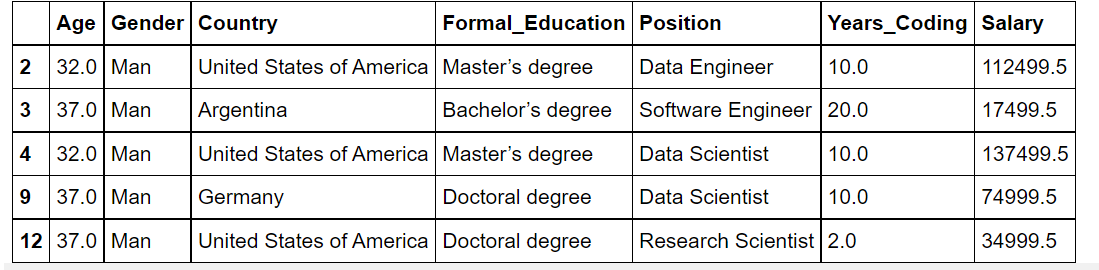 Age Gender Country Formal_Education Position Years_Coding Salary
2 32.0 Man United States of America Master’s degree Data Engineer 10.0 112499.5
3 37.0 Man Argentina Bachelor’s degree Software Engineer 20.0 17499.5
4 32.0 Man United States of America Master’s degree Data Scientist 10.0 137499.5
9 37.0 Man Germany Doctoral degree Data Scientist 10.0 74999.5
12 37.0 Man United States of America Doctoral degree Research Scientist 2.0 34999.5